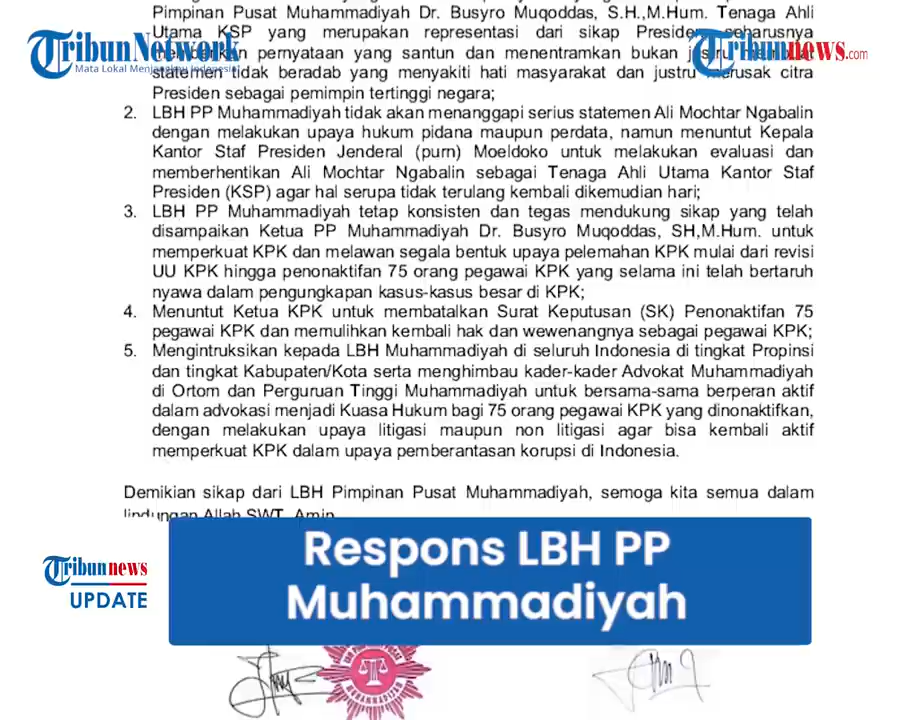 Pimpinan Pusat Muhammadiyah Dr. Busyro Muqoddas, S.H.,M.Hum. Tenaga Ahli
Utama KSP yang merupakan representasi dari sikap Presiden seharusnya
Tribun Network
Mata Lokal Menjangkau Indonesia
Tribunnews.com
pernyataan yang santun dan menentramkan bukan
statemen tidak beradab yang menyakiti hati masyarakat dan justru merusak citra
Presiden sebagai pemimpin tertinggi negara;
2. LBH PP Muhammadiyah tidak akan menanggapi serius statemen Ali Mochtar Ngabalin
dengan melakukan upaya hukum pidana maupun perdata, namun menuntut Kepala
Kantor Staf Presiden Jenderal (purn) Moeldoko untuk melakukan evaluasi dan
memberhentikan Ali Mochtar Ngabalin sebagai Tenaga Ahli Utama Kantor Staf
Presiden (KSP) agar hal serupa tidak terulang kembali dikemudian hari;
3. LBH PP Muhammadiyah tetap konsisten dan tegas mendukung sikap yang telah
disampaikan Ketua PP Muhammadiyah Dr. Busyro Muqoddas, SH,M.Hum. untuk
memperkuat KPK dan melawan segala bentuk upaya pelemahan KPK mulai dari revisi
UU KPK hingga penonaktifan 75 orang pegawai KPK yang selama ini telah bertaruh
nyawa dalam pengungkapan kasus-kasus besar di KPK;
4. Menuntut Ketua KPK untuk membatalkan Surat Keputusan (SK) Penonaktifan 75
pegawai KPK dan memulihkan kembali hak dan wewenangnya sebagai pegawai KPK;
5. Mengintruksikan kepada LBH Muhammadiyah di seluruh Indonesia di tingkat Propinsi
dan tingkat Kabupaten/Kota serta menghimbau kader-kader Advokat Muhammadiyah
di Ortom dan Perguruan Tinggi Muhammadiyah untuk bersama-sama berperan aktif
dalam advokasi menjadi Kuasa Hukum bagi 75 orang pegawai KPK yang dinonaktifkan,
dengan melakukan upaya litigasi maupun non litigasi agar bisa kembali aktif
memperkuat KPK dalam upaya pemberantasan korupsi di Indonesia.
Demikian sikap dari LBH Pimpinan Pusat Muhammadiyah, semoga kita semua dalam
lindungan Allah SWT. Amin
Respons LBH PP
Muhammadiyah
Tribunnews
UPDATE
MUHAMMADIYAH